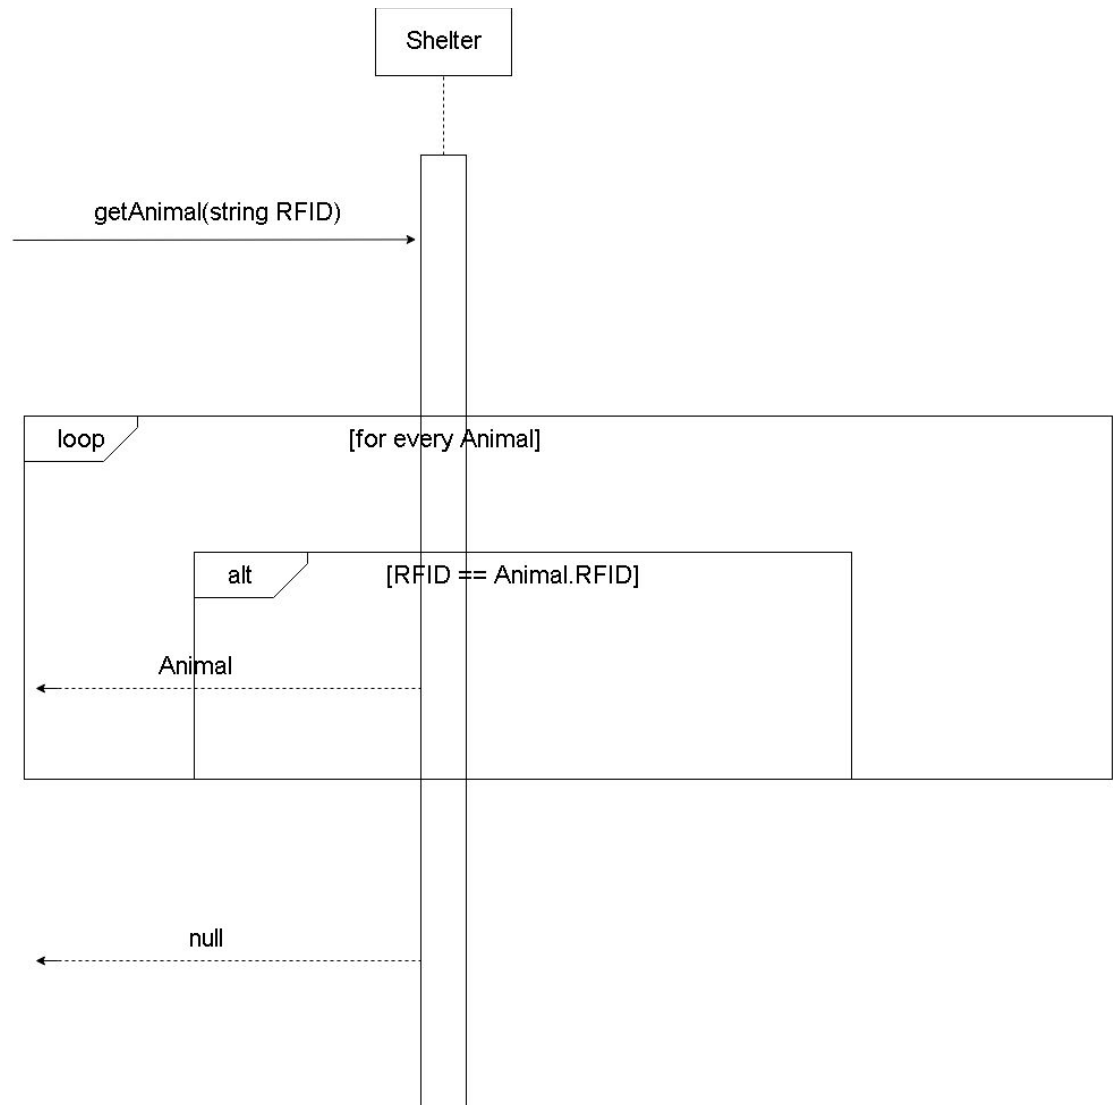 Shelter
getAnimal(string RFID)
loop
[for every Animal]
alt
[RFID == Animal.RFID]
Animal
null